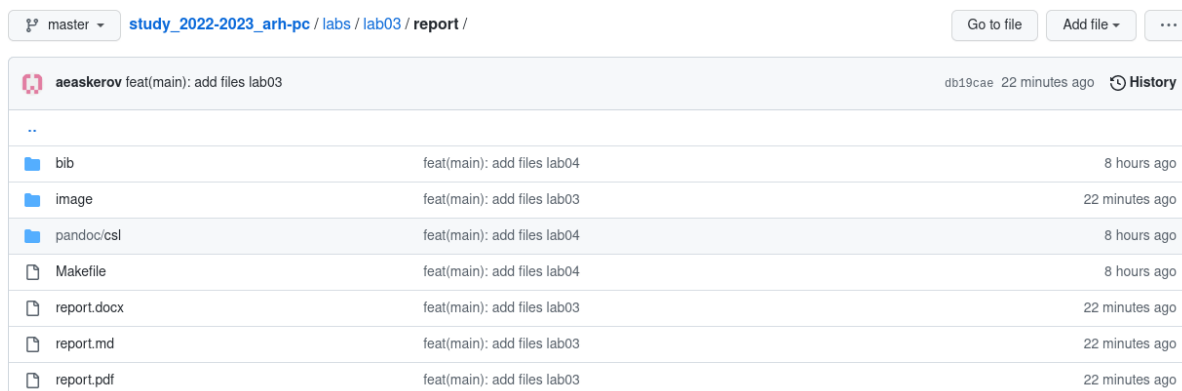 master study_2022-2023_arh-pc / labs / lab03 / report / Go to file Add file ...
aeaskerov feat(main): add files lab03 db19cae 22 minutes ago History
..
bib feat(main): add files lab04 8 hours ago
image feat(main): add files lab03 22 minutes ago
pandoc/csl feat(main): add files lab04 8 hours ago
Makefile feat(main): add files lab04 8 hours ago
report.docx feat(main): add files lab03 22 minutes ago
report.md feat(main): add files lab03 22 minutes ago
report.pdf feat(main): add files lab03 22 minutes ago